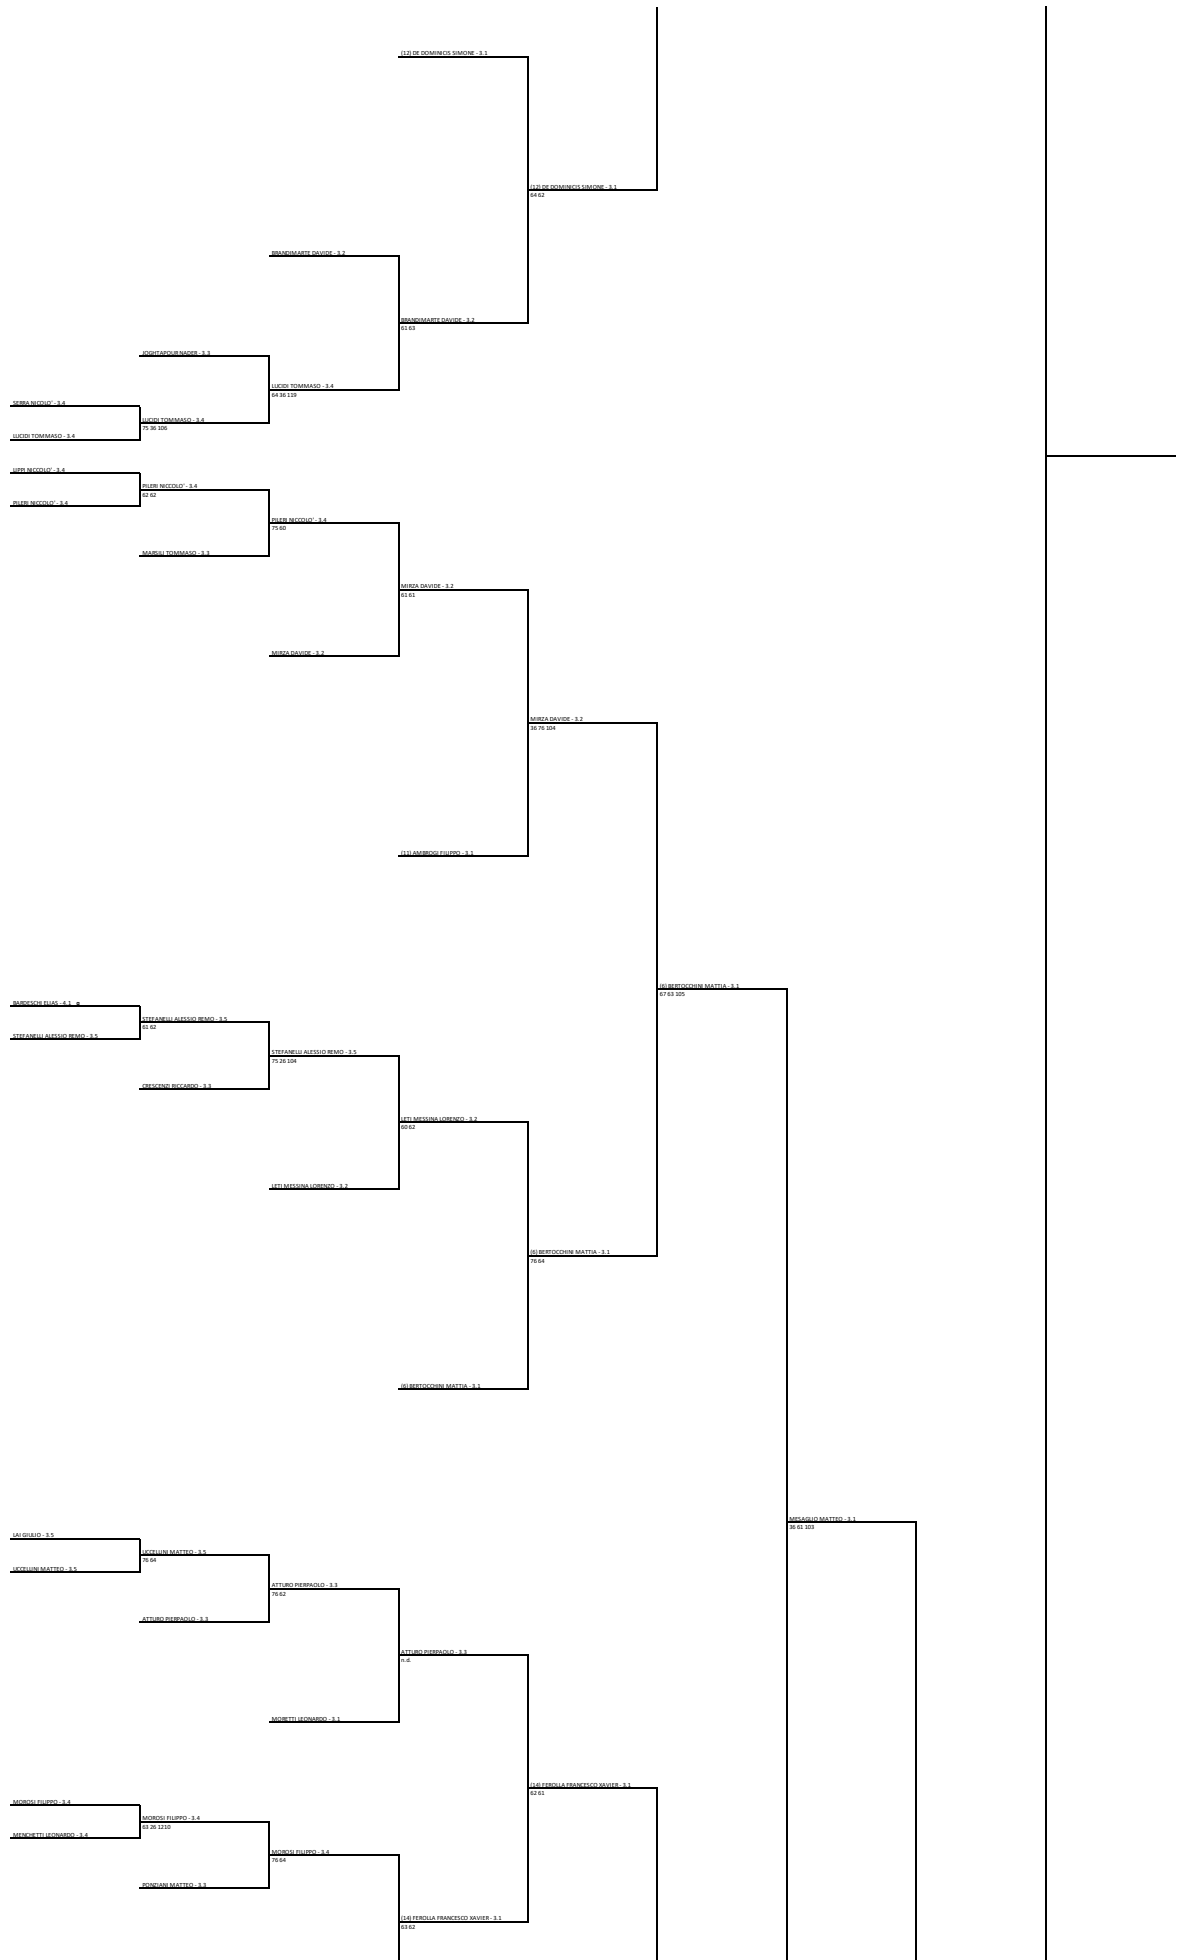 (12) DE DOMINICIS SIMONE - 3.1
(12) DE DOMINICIS SIMONE - 3.1
64 62
BRANDIMARTE DAVIDE - 3.2
BRANDIMARTE DAVIDE - 3.2
61 63
JOGHTAPOUR NADER - 3.3
LUCIDI TOMMASO - 3.4
64 36 119
SERRA NICOLO' - 3.4
LUCIDI TOMMASO - 3.4
75 36 106
LUCIDI TOMMASO - 3.4
LIPPI NICCOLO' - 3.4
PILERI NICCOLO' - 3.4
62 62
PILERI NICCOLO' - 3.4
PILERI NICCOLO' - 3.4
75 60
MARSILI TOMMASO - 3.3
MIRZA DAVIDE - 3.2
61 61
MIRZA DAVIDE - 3.2
MIRZA DAVIDE - 3.2
36 76 104
(11) AMBROGI FILIPPO - 3.1
(6) BERTOCCHINI MATTIA - 3.1
67 63 105
BARDESCHI ELIAS - 4.1
STEFANELLI ALESSIO REMO - 3.5
61 62
STEFANELLI ALESSIO REMO - 3.5
STEFANELLI ALESSIO REMO - 3.5
75 26 104
CRESCENZI RICCARDO - 3.3
LETI MESSINA LORENZO - 3.2
60 62
LETI MESSINA LORENZO - 3.2
(6) BERTOCCHINI MATTIA - 3.1
76 64
(6) BERTOCCHINI MATTIA - 3.1
MESAGLIO MATTEO - 3.1
36 61 103
LAI GIULIO - 3.5
UCCELLINI MATTEO - 3.5
76 64
UCCELLINI MATTEO - 3.5
ATTURO PIERPAOLO - 3.3
76 62
ATTURO PIERPAOLO - 3.3
ATTURO PIERPAOLO - 3.3
n.d.
MORETTI LEONARDO - 3.1
(14) FEROLLA FRANCESCO XAVIER - 3.1
62 61
MOROSI FILIPPO - 3.4
MOROSI FILIPPO - 3.4
63 26 1210
MENCHETTI LEONARDO - 3.4
MOROSI FILIPPO - 3.4
76 64
PONZIANI MATTEO - 3.3
(14) FEROLLA FRANCESCO XAVIER - 3.1
63 62